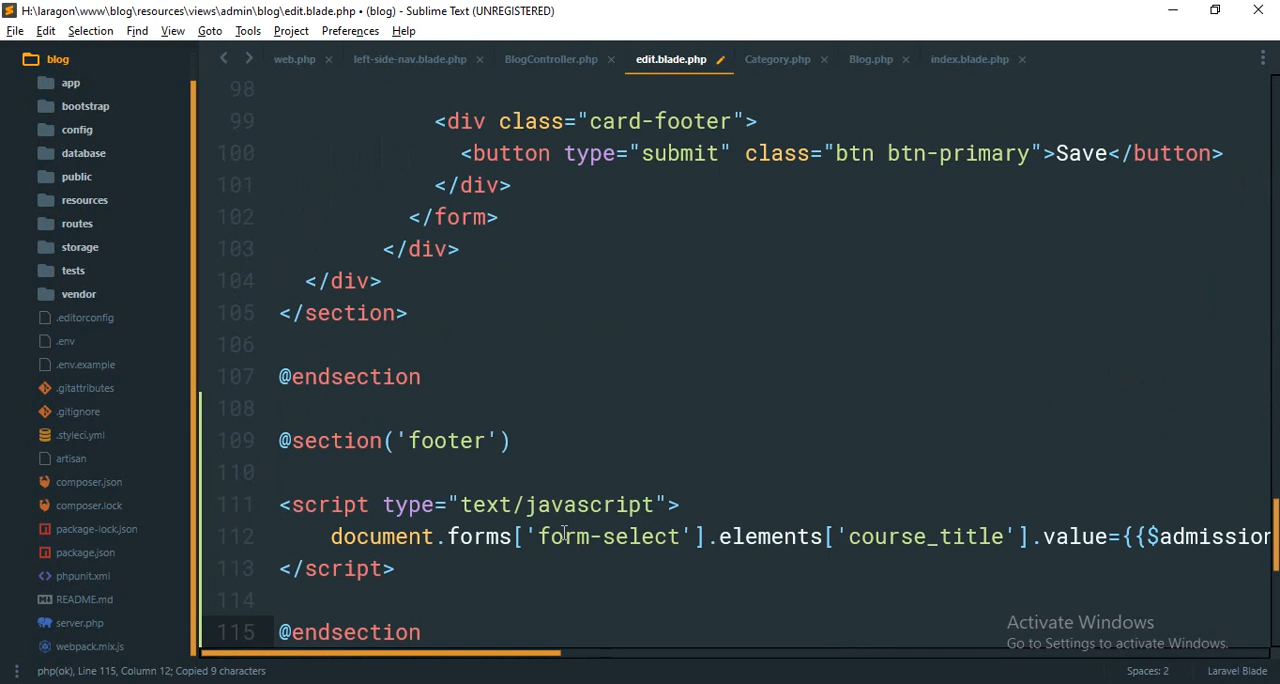 H:\laragon\www\blog\resources\views\admin\blog\edit.blade.php • (blog) - Sublime Text (UNREGISTERED)
File Edit Selection Find View Goto Tools Project Preferences Help
blog
app
bootstrap
config
database
public
resources
routes
storage
tests
vendor
.editorconfig
.env
.env.example
.gitattributes
.gitignore
.styleci.yml
artisan
composer.json
composer.lock
package-lock.json
package.json
phpunit.xml
README.md
server.php
webpack.mix.js
web.php left-side-nav.blade.php BlogController.php edit.blade.php Category.php Blog.php index.blade.php
98
99 <div class="card-footer">
100 <button type="submit" class="btn btn-primary">Save</button>
101 </div>
102 </form>
103 </div>
104 </div>
105 </section>
106
107 @endsection
108
109 @section('footer')
110
111 <script type="text/javascript">
112 document.forms['form-select'].elements['course_title'].value={{$admission
113 </script>
114
115 @endsection
Activate Windows
Go to Settings to activate Windows.
php(ok), Line 115, Column 12; Copied 9 characters
Spaces: 2
Laravel Blade